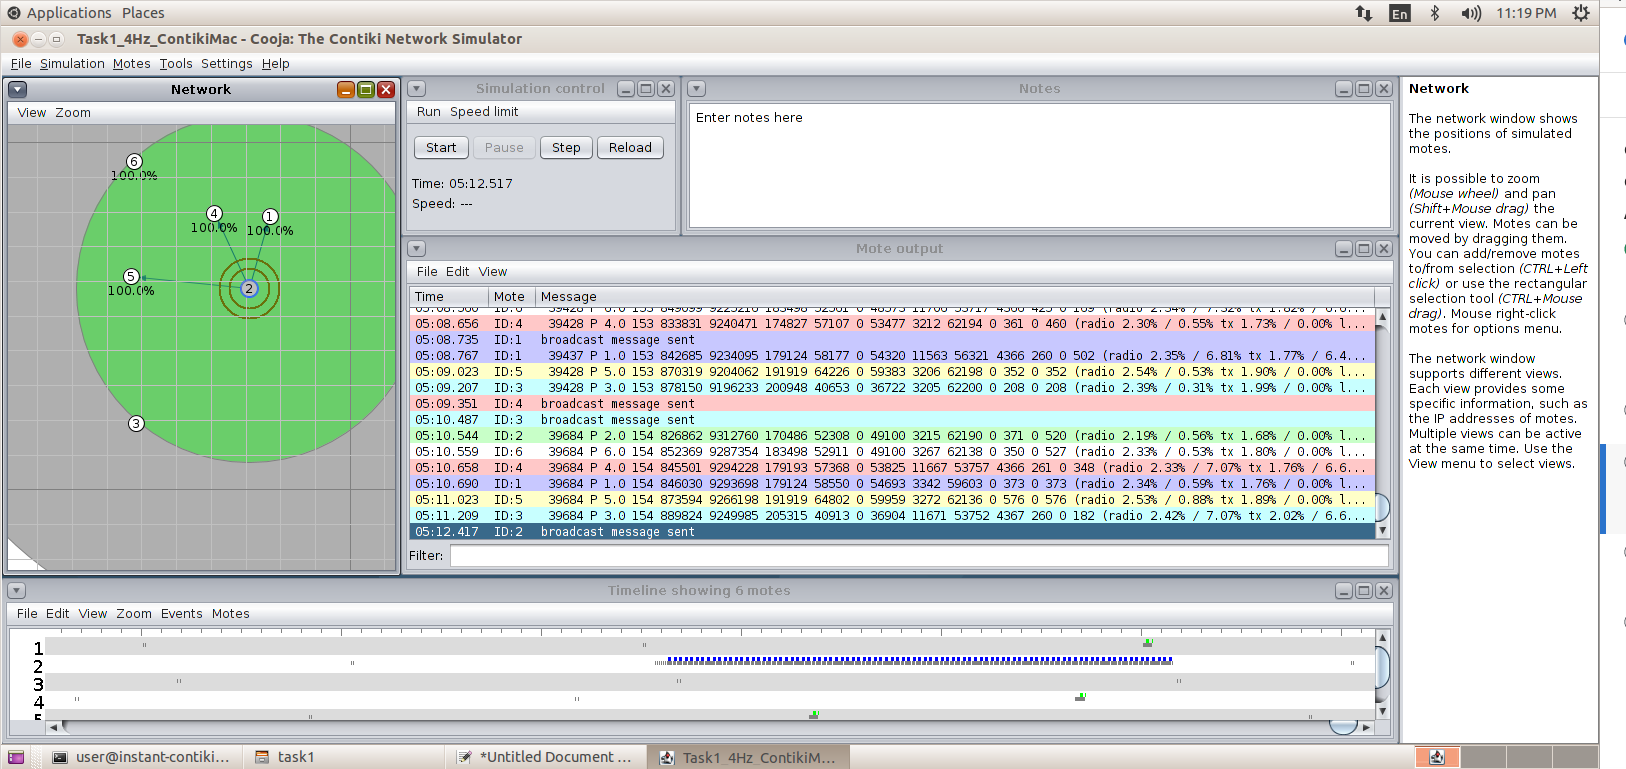 Applications Places
En 11:19 PM
Task1_4Hz_ContikiMac - Cooja: The Contiki Network Simulator
File Simulation Motes Tools Settings Help
Network
View Zoom
6
100.0%
4
100.0%
1
100.0%
5
100.0%
2
3
Simulation control
Run Speed limit
Start Pause Step Reload
Time: 05:12.517
Speed: ---
Notes
Enter notes here
Mote output
File Edit View
Time Mote Message
05:08.656 ID:4 39428 P 4.0 153 833831 9240471 174827 57107 0 53477 3212 62194 0 361 0 460 (radio 2.30% / 0.55% tx 1.73% / 0.00% l...
05:08.735 ID:1 broadcast message sent
05:08.767 ID:1 39437 P 1.0 153 842685 9234095 179124 58177 0 54320 11563 56321 4366 260 0 502 (radio 2.35% / 6.81% tx 1.77% / 6.4...
05:09.023 ID:5 39428 P 5.0 153 870319 9204062 191919 64226 0 59383 3206 62198 0 352 0 352 (radio 2.54% / 0.53% tx 1.90% / 0.00% l...
05:09.207 ID:3 39428 P 3.0 153 878150 9196233 200948 40653 0 36722 3205 62200 0 208 0 208 (radio 2.39% / 0.31% tx 1.99% / 0.00% l...
05:09.351 ID:4 broadcast message sent
05:10.487 ID:3 broadcast message sent
05:10.544 ID:2 39684 P 2.0 154 826862 9312760 170486 52308 0 49100 3215 62190 0 371 0 520 (radio 2.19% / 0.56% tx 1.68% / 0.00% l...
05:10.559 ID:6 39684 P 6.0 154 852369 9287354 183498 52911 0 49100 3267 62138 0 350 0 527 (radio 2.33% / 0.53% tx 1.80% / 0.00% l...
05:10.658 ID:4 39684 P 4.0 154 845501 9294228 179193 57368 0 53825 11667 53757 4366 261 0 348 (radio 2.33% / 7.07% tx 1.76% / 6.6...
05:10.690 ID:1 39684 P 1.0 154 846030 9293698 179124 58550 0 54693 3342 59603 0 373 0 373 (radio 2.34% / 0.59% tx 1.76% / 0.00% l...
05:11.023 ID:5 39684 P 5.0 154 873594 9266198 191919 64802 0 59959 3272 62136 0 576 0 576 (radio 2.53% / 0.88% tx 1.89% / 0.00% l...
05:11.209 ID:3 39684 P 3.0 154 889824 9249985 205315 40913 0 36904 11671 53752 4367 260 0 182 (radio 2.42% / 7.07% tx 2.02% / 6.6...
05:12.417 ID:2 broadcast message sent
Filter:
Network
The network window shows
the positions of simulated
motes.
It is possible to zoom
(Mouse wheel) and pan
(Shift+Mouse drag) the
current view. Motes can be
moved by dragging them.
You can add/remove motes
to/from selection (CTRL+Left
click) or use the rectangular
selection tool (CTRL+Mouse
drag). Mouse right-click
motes for options menu.
The network window
supports different views.
Each view provides some
specific information, such as
the IP addresses of motes.
Multiple views can be active
at the same time. Use the
View menu to select views.
Timeline showing 6 motes
File Edit View Zoom Events Motes
1
2
3
4
5
user@instant-contiki... task1 *Untitled Document ... Task1_4Hz_ContikiM...